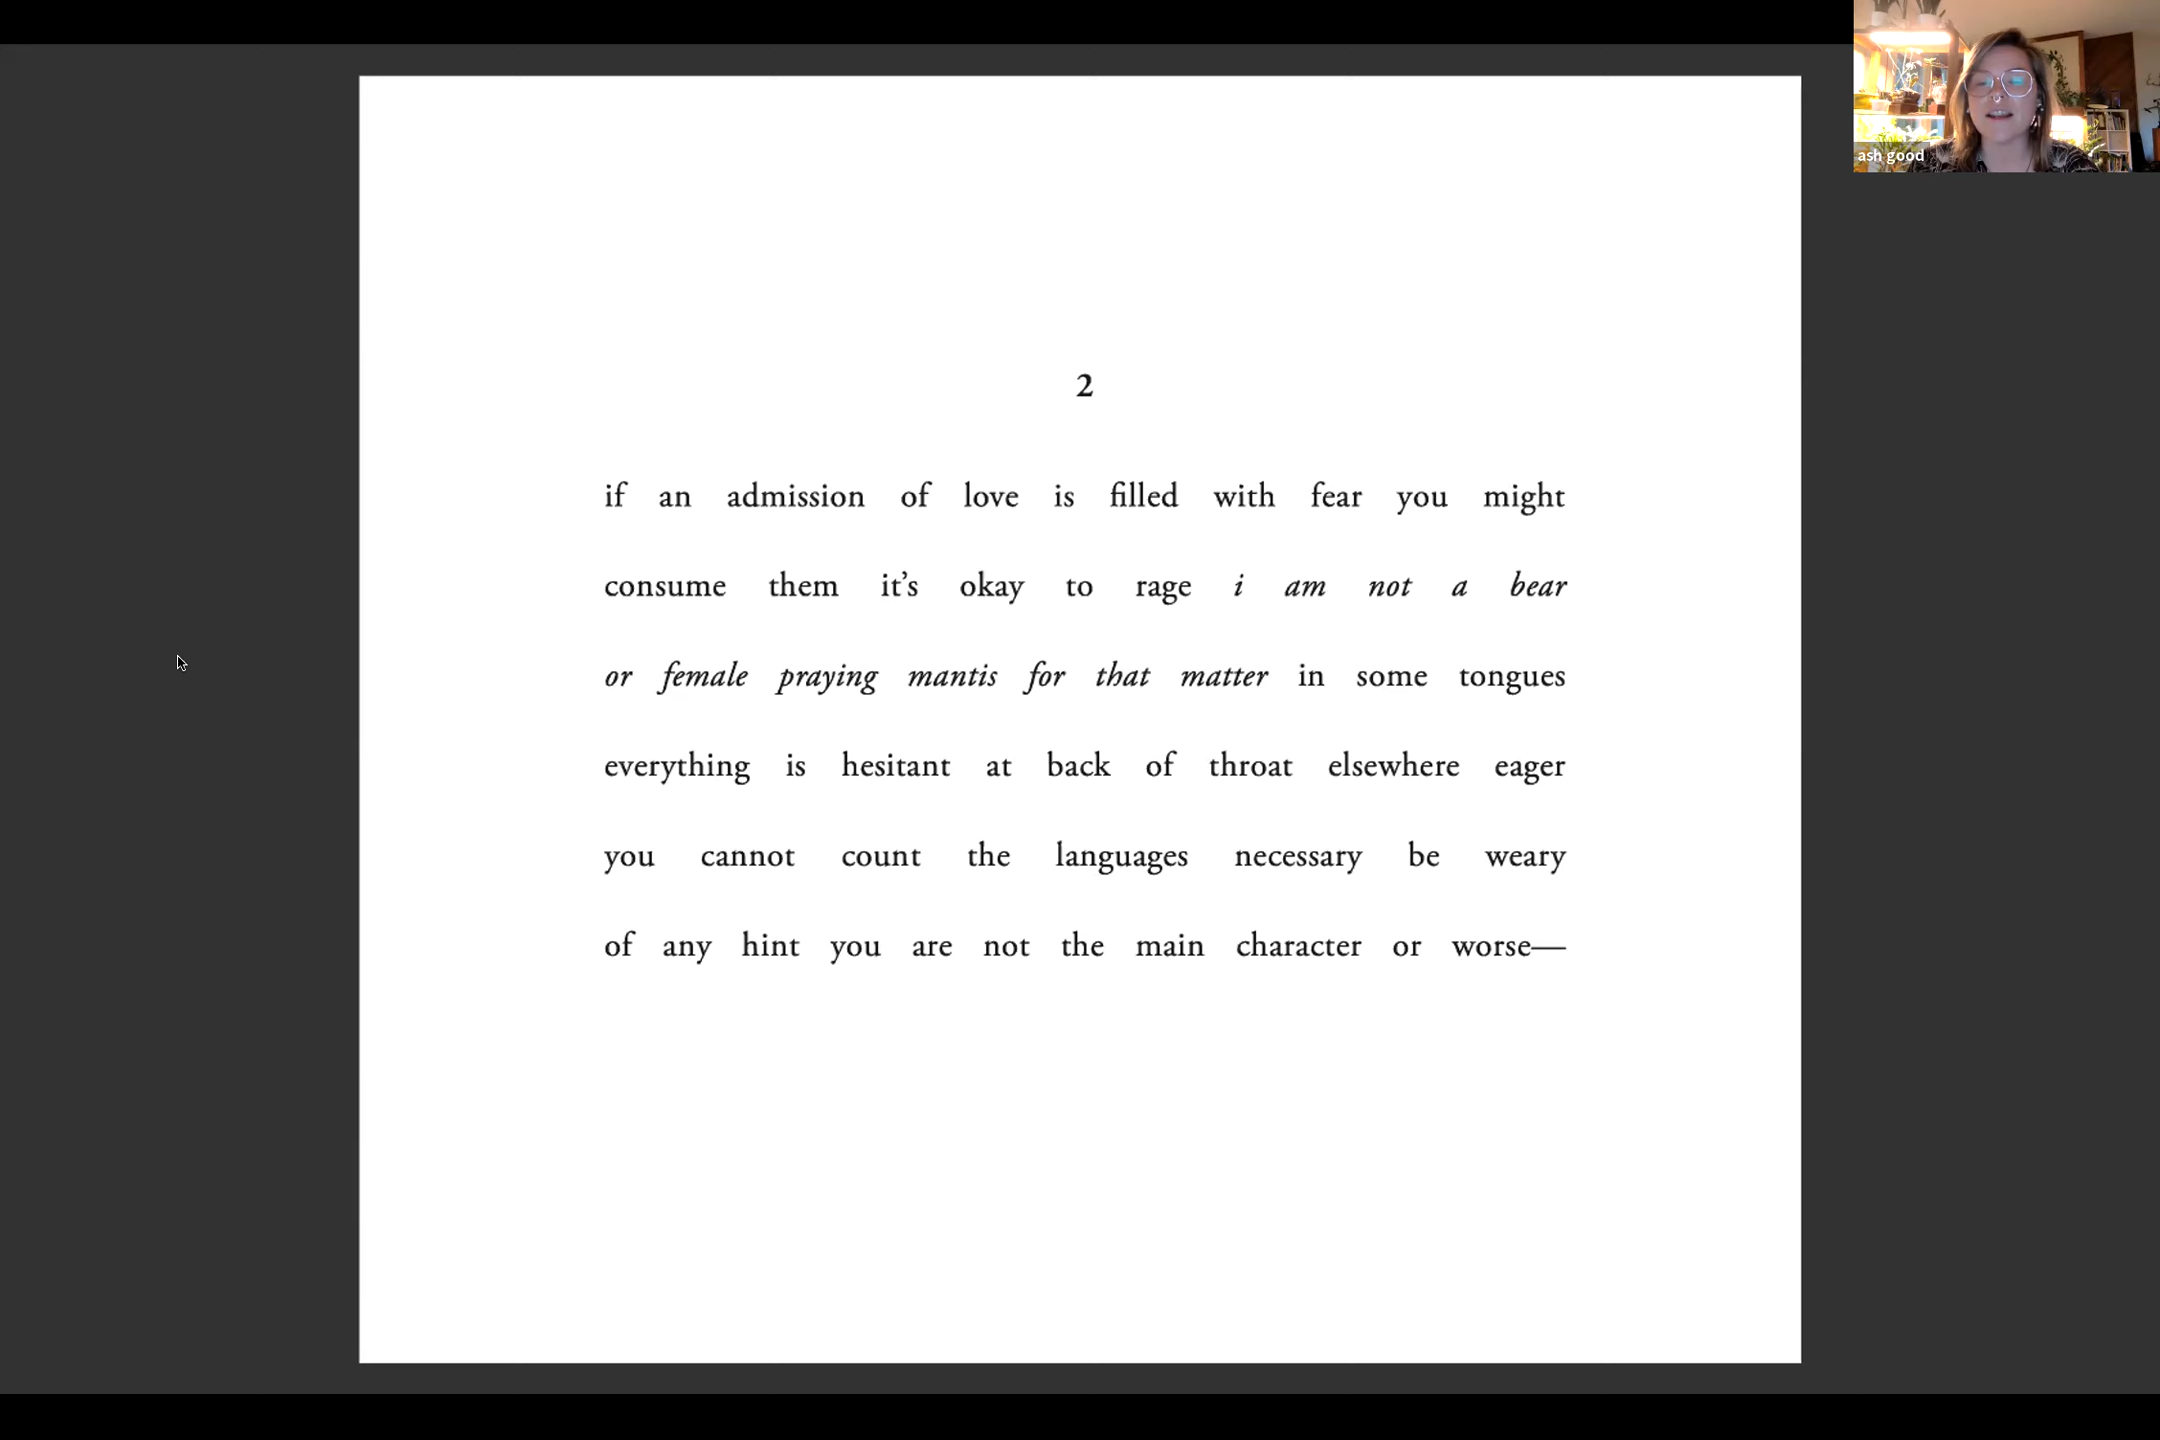 ash good
2
if an admission of love is filled with fear you might
consume them it’s okay to rage i am not a bear
or female praying mantis for that matter in some tongues
everything is hesitant at back of throat elsewhere eager
you cannot count the languages necessary be weary
of any hint you are not the main character or worse—